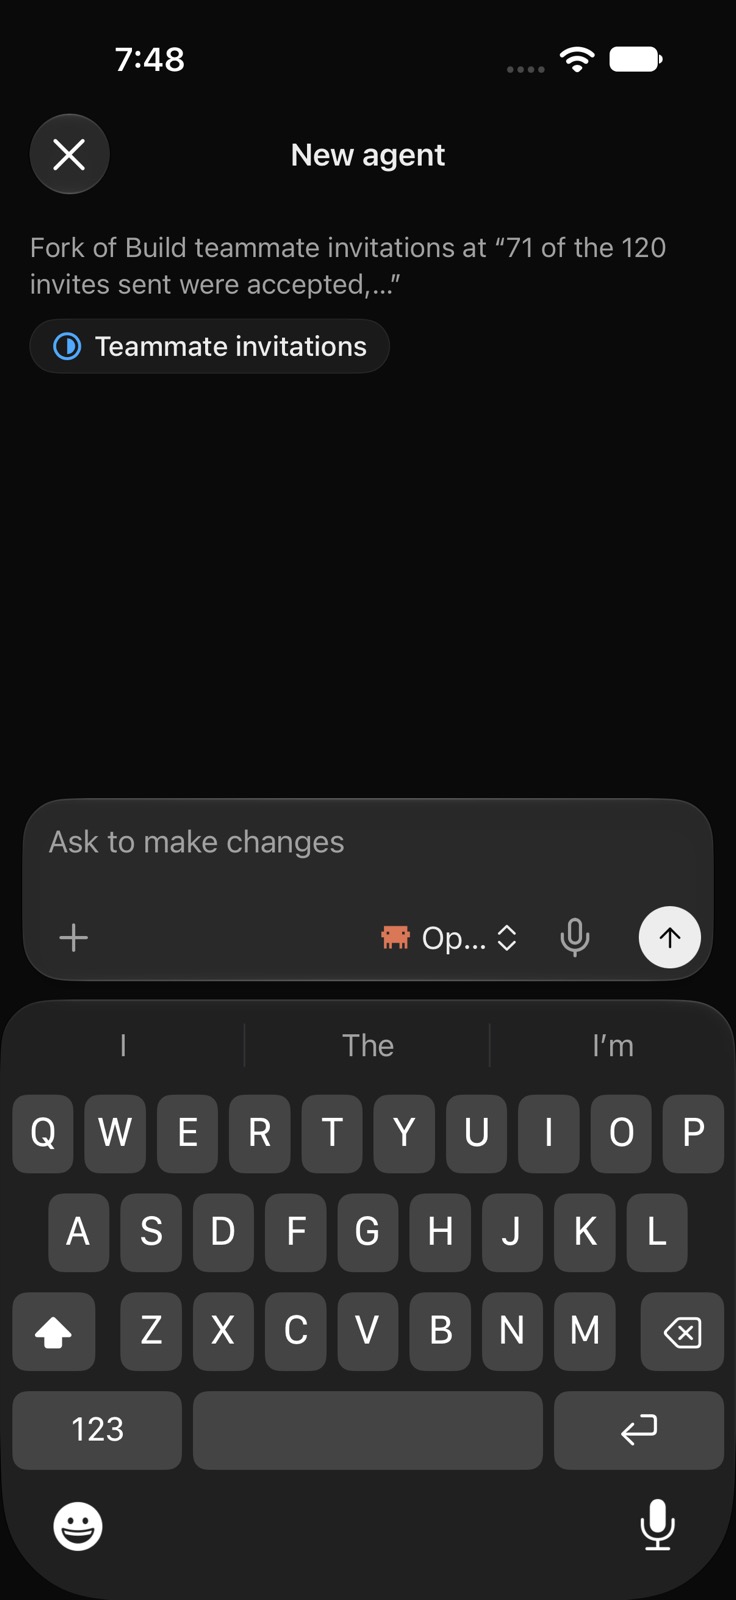 7:48
New agent
Fork of Build teammate invitations at “71 of the 120
invites sent were accepted,...”
Teammate invitations
Ask to make changes
Op...
I
The
I’m
Q W E R T Y U I O P
A S D F G H J K L
Z X C V B N M
123